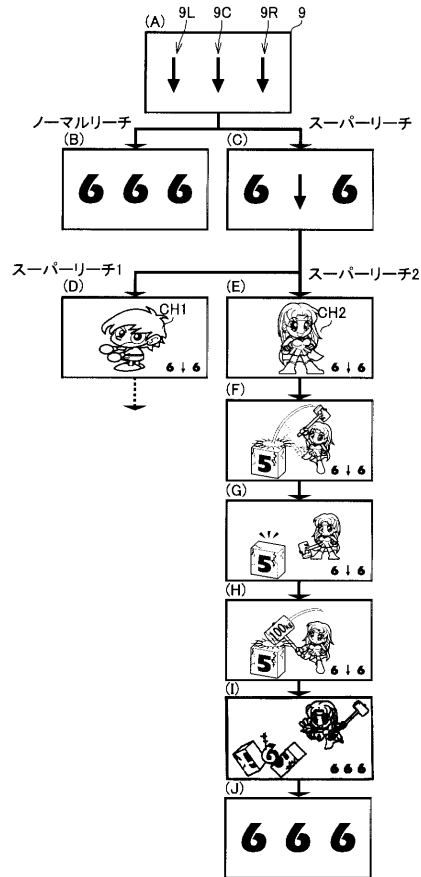 (A) 9L 9C 9R 9
ノーマルリーチ スーパーリーチ
(B) (C)
6 6 6 6 ↓ 6
スーパーリーチ1 スーパーリーチ2
(D) (E)
CH1 CH2
6 ↓ 6 6 ↓ 6
(F)
5
6 ↓ 6
(G)
5
6 ↓ 6
(H)
5
6 ↓ 6
(I)
6
6 6 6
(J)
6 6 6